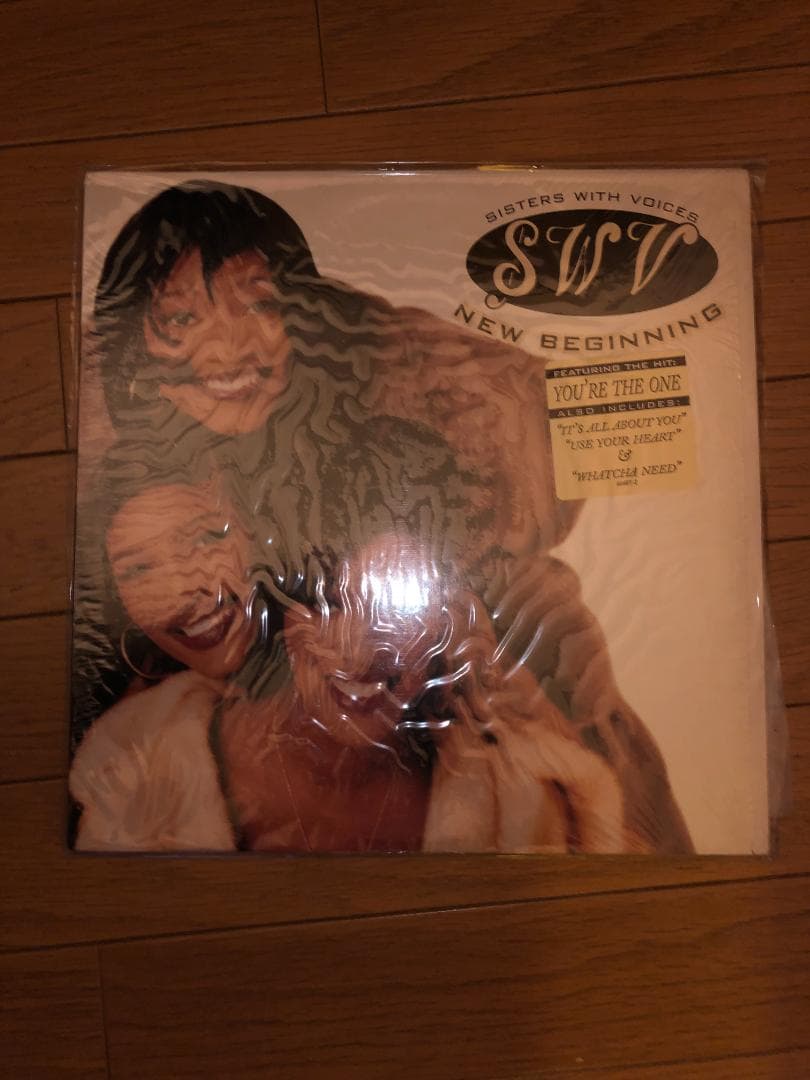 SISTERS WITH VOICES
SWV
NEW BEGINNING
FEATURING THE HIT:
YOU'RE THE ONE
ALSO INCLUDES:
"IT'S ALL ABOUT YOU"
"USE YOUR HEART"
&
"WHATCHA NEED"